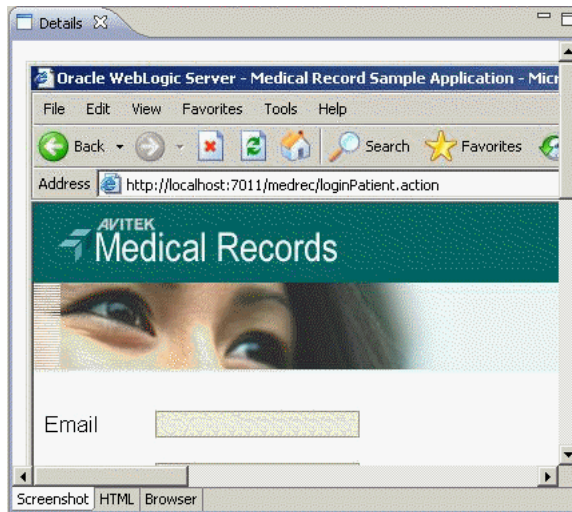 Details
Oracle WebLogic Server - Medical Record Sample Application - Micr
File Edit View Favorites Tools Help
Back Search Favorites
Address http://localhost:7011/medrec/loginPatient.action
AVITEK
Medical Records
Email
Screenshot HTML Browser